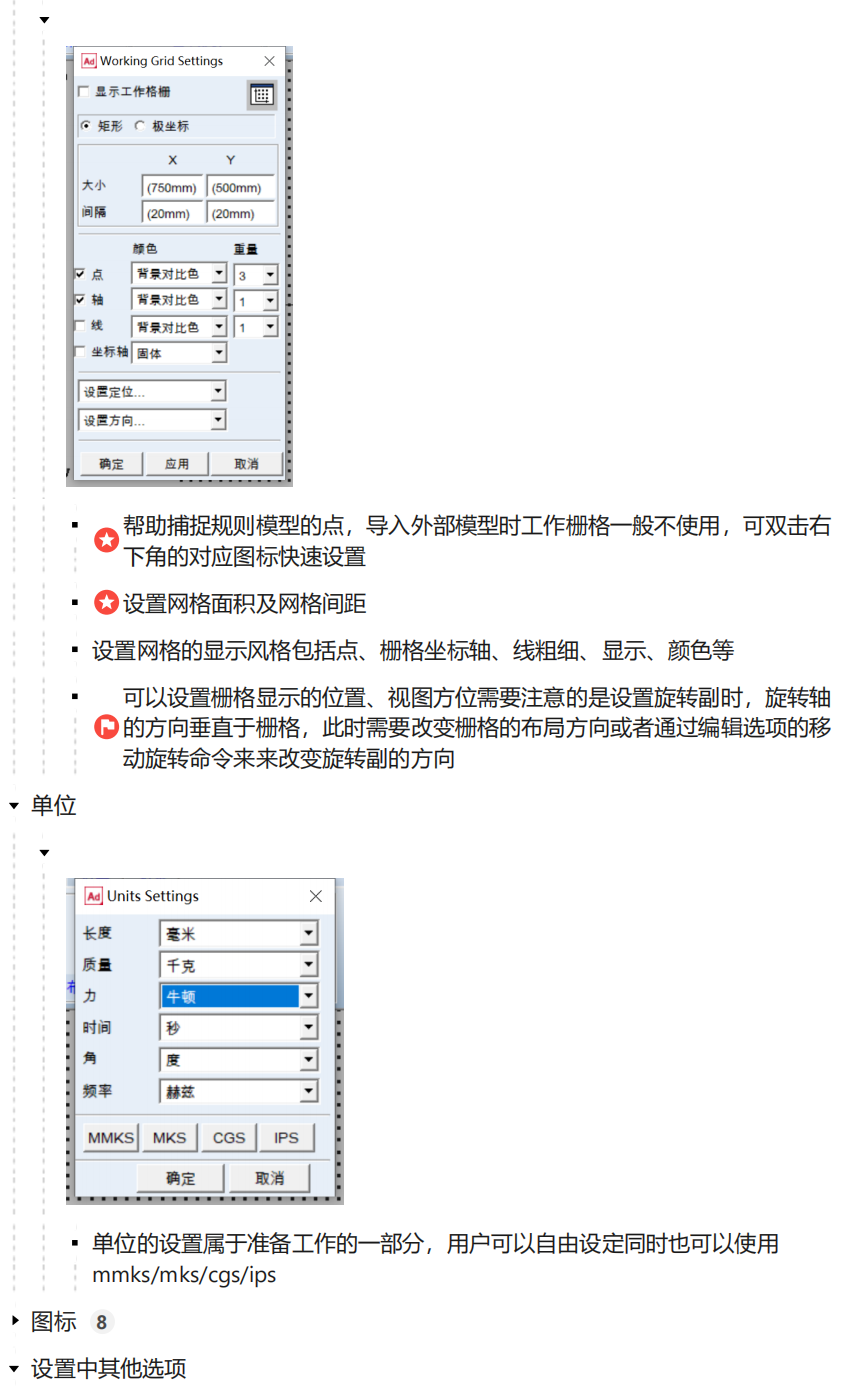 Ad Working Grid Settings
显示工作格栅
矩形 极坐标
X Y
大小 (750mm) (500mm)
间隔 (20mm) (20mm)
颜色 重量
点 背景对比色 3
轴 背景对比色 1
线 背景对比色 1
坐标轴 固体
设置定位...
设置方向...
确定 应用 取消
帮助捕捉规则模型的点，导入外部模型时工作栅格一般不使用，可双击右
下角的对应图标快速设置
设置网格面积及网格间距
设置网格的显示风格包括点、栅格坐标轴、线粗细、显示、颜色等
可以设置栅格显示的位置、视图方位需要注意的是设置旋转副时，旋转轴
的方向垂直于栅格，此时需要改变栅格的布局方向或者通过编辑选项的移
动旋转命令来来改变旋转副的方向
单位
Ad Units Settings
长度 毫米
质量 千克
力 牛顿
时间 秒
角 度
频率 赫兹
MMKS MKS CGS IPS
确定 取消
单位的设置属于准备工作的一部分，用户可以自由设定同时也可以使用
mmks/mks/cgs/ips
图标 8
设置中其他选项